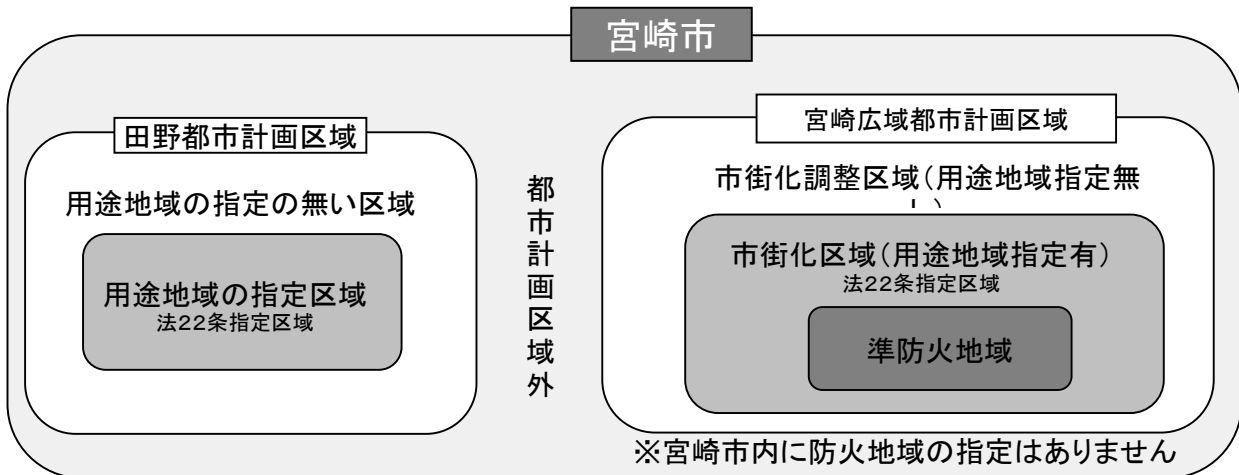 宮崎市
田野都市計画区域
用途地域の指定の無い区域
用途地域の指定区域
法22条指定区域
都市計画区域外
宮崎広域都市計画区域
市街化調整区域(用途地域指定無
市街化区域(用途地域指定有)
法22条指定区域
準防火地域
※宮崎市内に防火地域の指定はありません